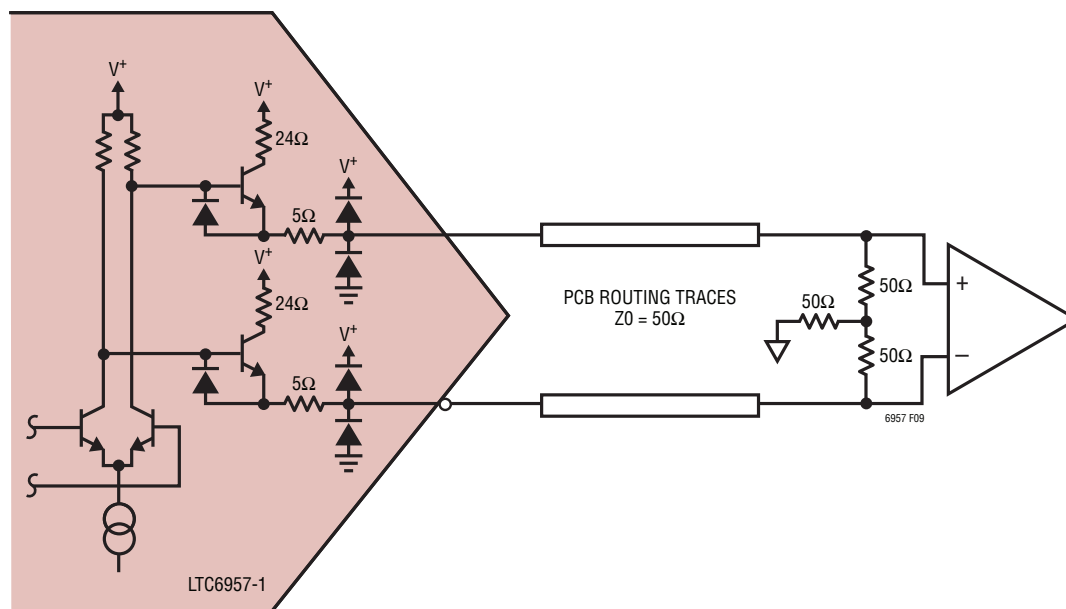 V+
V+
24Ω
V+
5Ω
V+
24Ω
V+
5Ω
LTC6957-1
PCB ROUTING TRACES
Z0 = 50Ω
50Ω
50Ω
50Ω
+
−
6957 F09